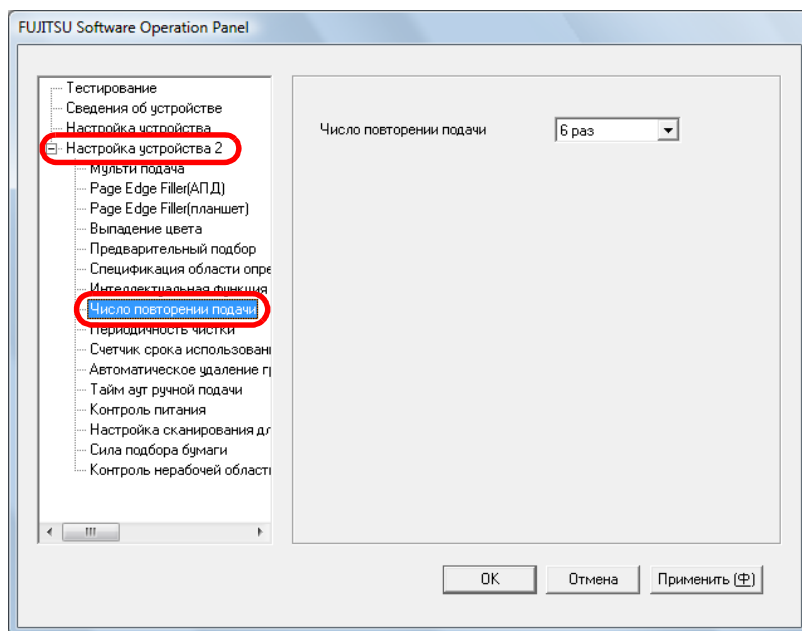 FUJITSU Software Operation Panel
Тестирование
Сведения об устройстве
Настройка устройства
Настройка устройства 2
Мульти подача
Page Edge Filler(АПД)
Page Edge Filler(планшет)
Выпадение цвета
Предварительный подбор
Спецификация области опре
Интеллектуальная функция
Число повторении подачи
Периодичность чистки
Счетчик срока использован
Автоматическое удаление г
Тайм аут ручной подачи
Контроль питания
Настройка сканирования дл
Сила подбора бумаги
Контроль нерабочей област
Число повторении подачи
6 раз
OK
Отмена
Применить (Ф)